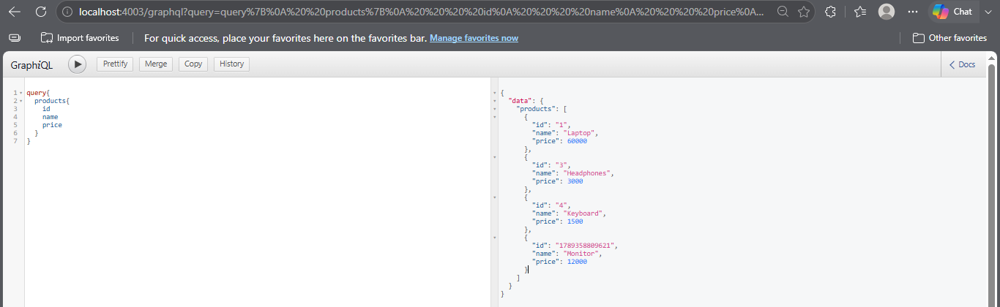 localhost:4003/graphql?query=query%7B%0A%20%20products%7B%0A%20%20%20%20id%0A%20%20%20%20name%0A%20%20%20%20price%0A...
Chat
Import favorites
For quick access, place your favorites here on the favorites bar. Manage favorites now
Other favorites
GraphiQL
Prettify
Merge
Copy
History
Docs
1 query{
2   products{
3     id
4     name
5     price
6   }
7 }
{
  "data": {
    "products": [
      {
        "id": "1",
        "name": "Laptop",
        "price": 60000
      },
      {
        "id": "3",
        "name": "Headphones",
        "price": 3000
      },
      {
        "id": "4",
        "name": "Keyboard",
        "price": 1500
      },
      {
        "id": "1789358809621",
        "name": "Monitor",
        "price": 12000
      }
    ]
  }
}